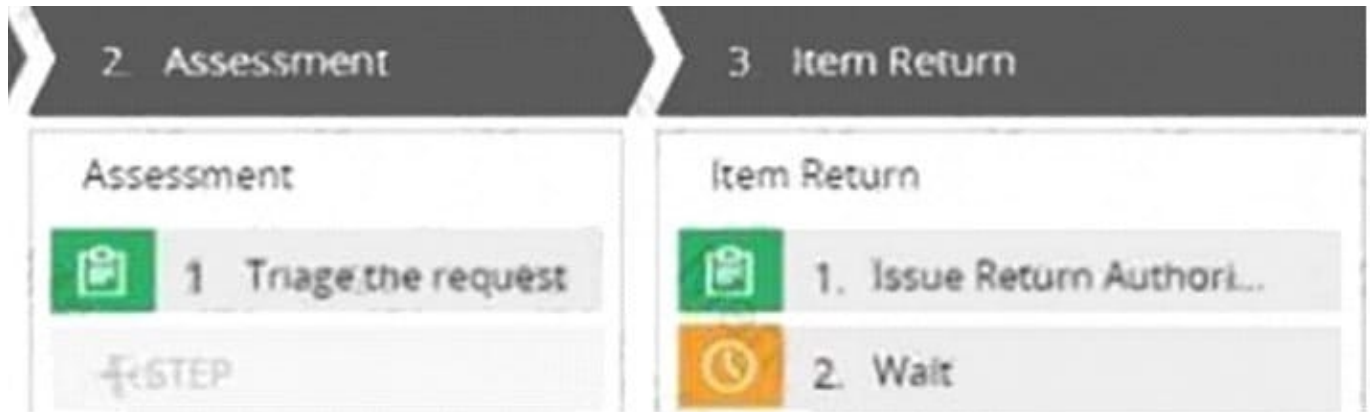 2. Assessment
3 Item Return
Assessment
1 Triage the request
+ STEP
Item Return
1. Issue Return Authori...
2. Wait